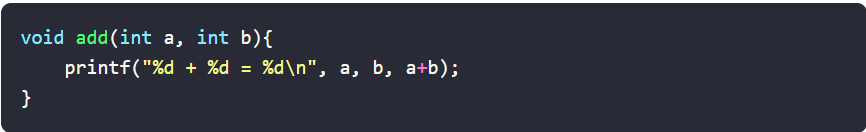 void add(int a, int b){
    printf("%d + %d = %d\n", a, b, a+b);
}